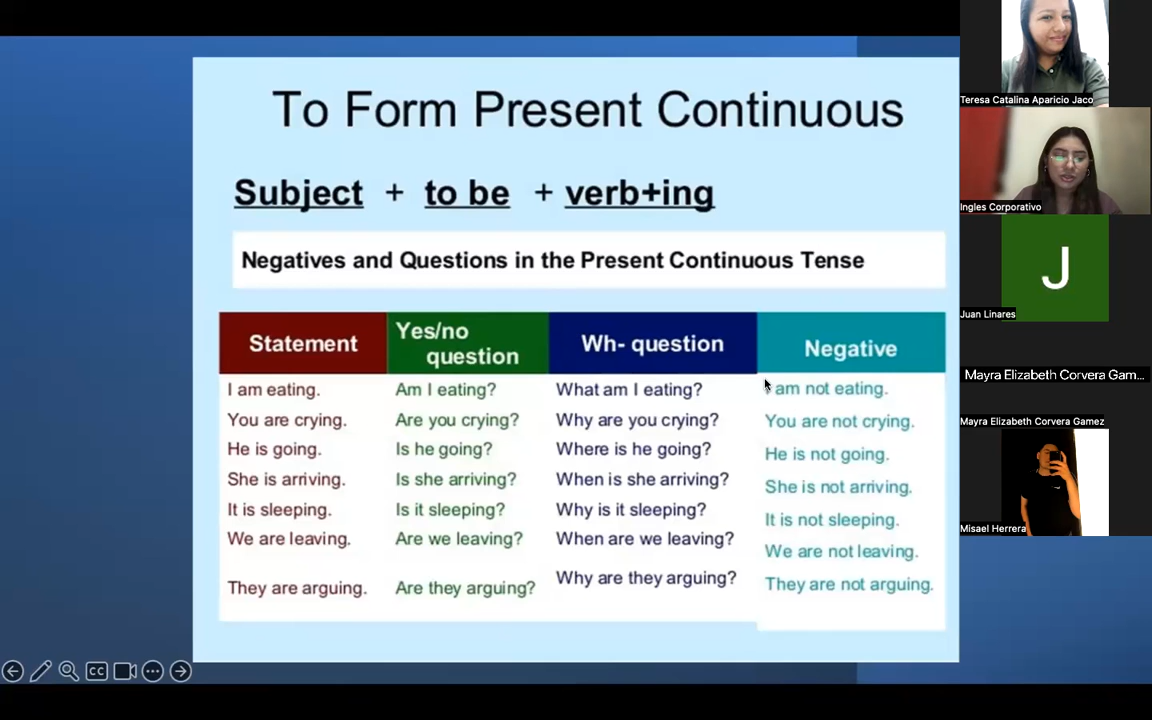 To Form Present Continuous
Subject + to be + verb+ing
Negatives and Questions in the Present Continuous Tense
Statement
I am eating.
You are crying.
He is going.
She is arriving.
It is sleeping.
We are leaving.
They are arguing.
Yes/no
question
Am I eating?
Are you crying?
Is he going?
Is she arriving?
Is it sleeping?
Are we leaving?
Are they arguing?
Wh- question
What am I eating?
Why are you crying?
Where is he going?
When is she arriving?
Why is it sleeping?
When are we leaving?
Why are they arguing?
Negative
I am not eating.
You are not crying.
He is not going.
She is not arriving.
It is not sleeping.
We are not leaving.
They are not arguing.
CC
Teresa Catalina Aparicio Jaco
Ingles Corporativo
J
Juan Linares
Mayra Elizabeth Corvera Gam...
Mayra Elizabeth Corvera Gamez
Misael Herrera